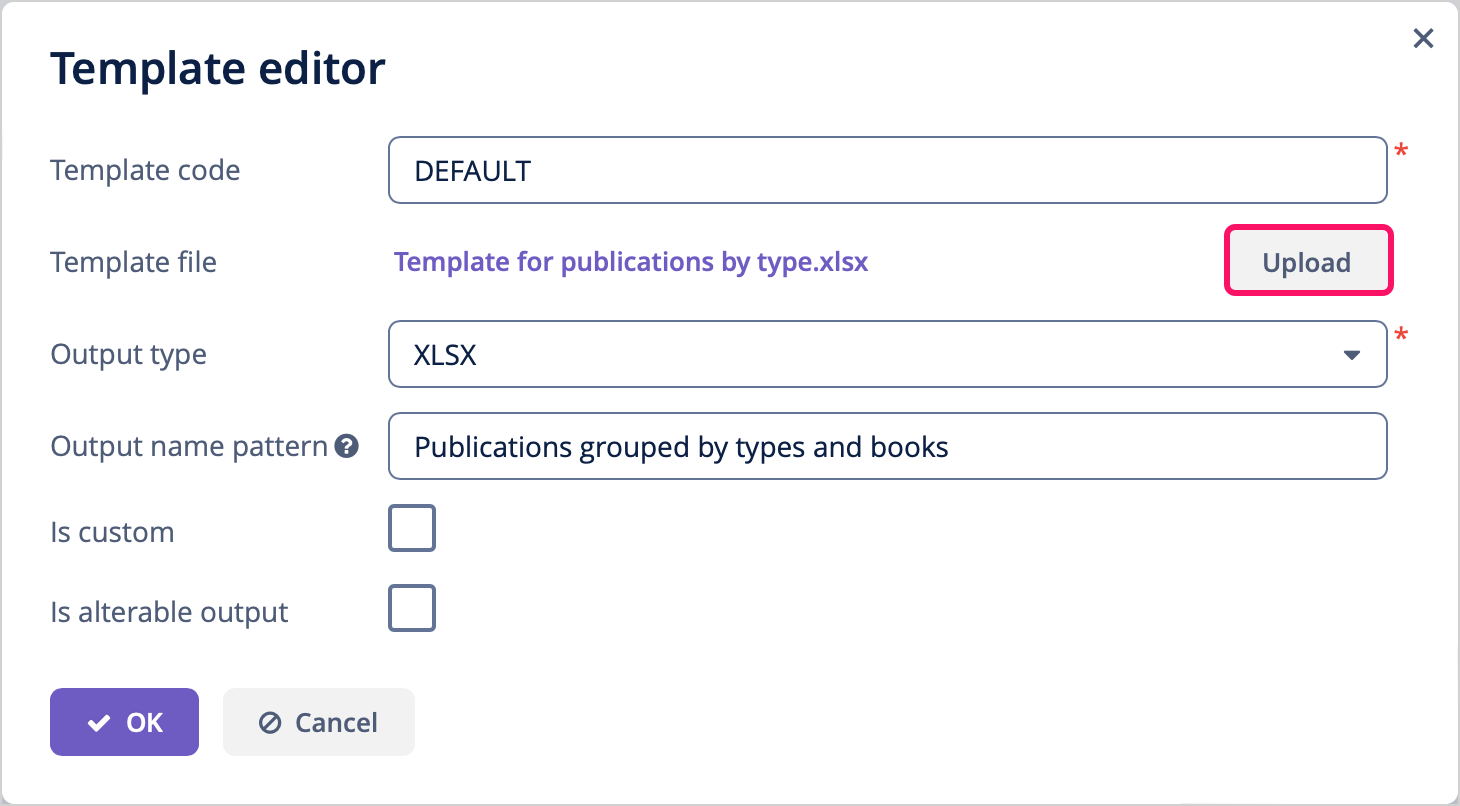 Template editor
Template code DEFAULT *
Template file Template for publications by type.xlsx Upload
Output type XLSX *
Output name pattern ? Publications grouped by types and books
Is custom
Is alterable output
OK Cancel